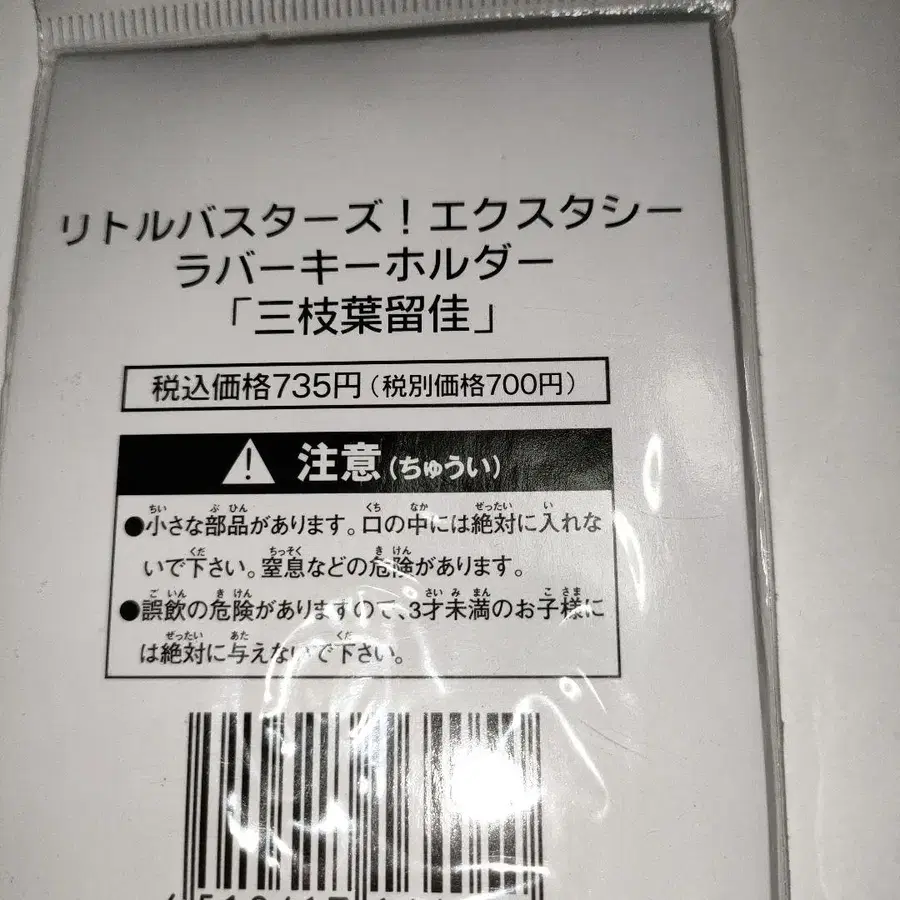 リトルバスターズ！エクスタシー
ラバーキーホルダー
「三枝葉留佳」
税込価格735円（税別価格700円）
注意（ちゅうい）
●小さな部品があります。口の中には絶対に入れな
いで下さい。窒息などの危険があります。
●誤飲の危険がありますので、3才未満のお子様に
は絶対に与えないで下さい。